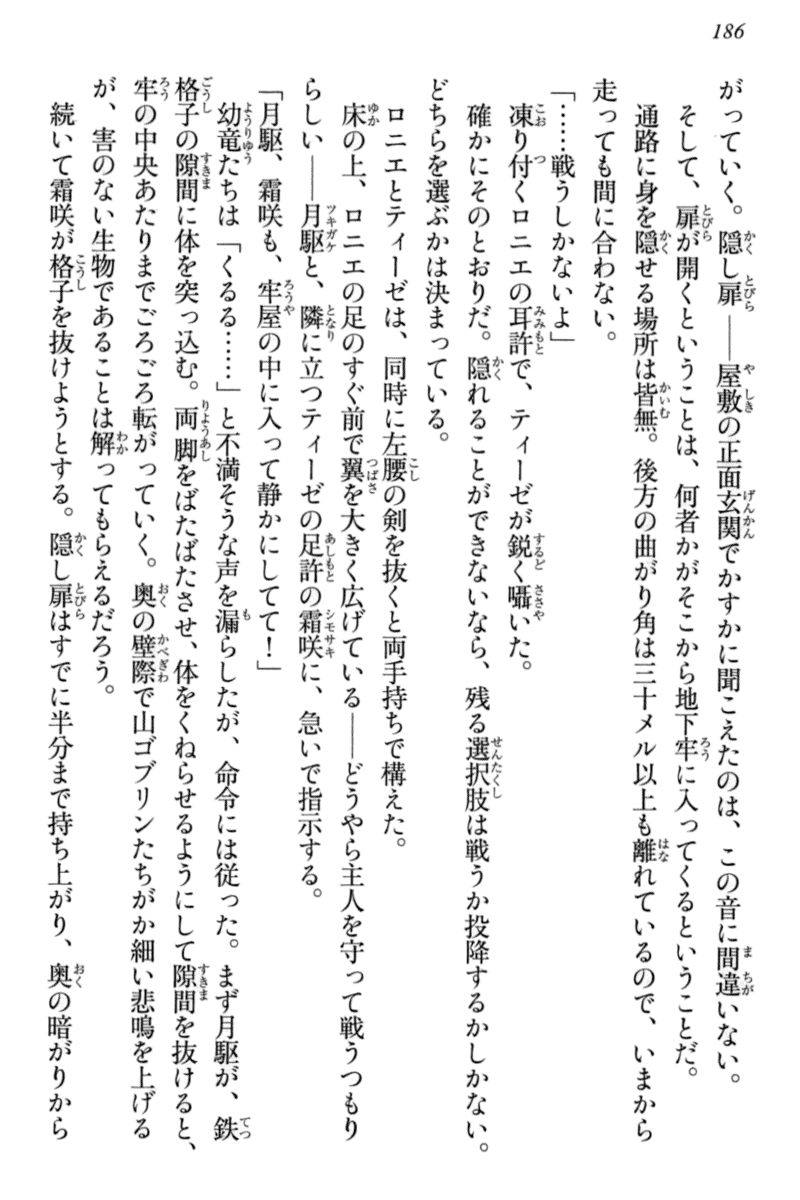 186
がっていく。隠し扉――屋敷の正面玄関でかすかに聞こえたのは、この音に間違いない。
そして、扉が開くということは、何者かがそこから地下牢に入ってくるということだ。
通路に身を隠せる場所は皆無。後方の曲がり角は三十メル以上も離れているので、いまから
走っても間に合わない。
「……戦うしかないよ」
凍り付くロニエの耳許で、ティーゼが鋭く囁いた。
確かにそのとおりだ。隠れることができないなら、残る選択肢は戦うか投降するかしかない。
どちらを選ぶかは決まっている。
ロニエとティーゼは、同時に左腰の剣を抜くと両手持ちで構えた。
床の上、ロニエの足のすぐ前で翼を大きく広げている――どうやら主人を守って戦うつもり
らしい――月駆と、隣に立つティーゼの足許の霜咲に、急いで指示する。
「月駆、霜咲も、牢屋の中に入って静かにしてて！」
幼竜たちは「くるる……」と不満そうな声を漏らしたが、命令には従った。まず月駆が、鉄
格子の隙間に体を突っ込む。両脚をばたばたさせ、体をくねらせるようにして隙間を抜けると、
牢の中央あたりまでごろごろ転がっていく。奥の壁際で山ゴブリンたちがか細い悲鳴を上げる
が、害のない生物であることは解ってもらえるだろう。
続いて霜咲が格子を抜けようとする。隠し扉はすでに半分まで持ち上がり、奥の暗がりから